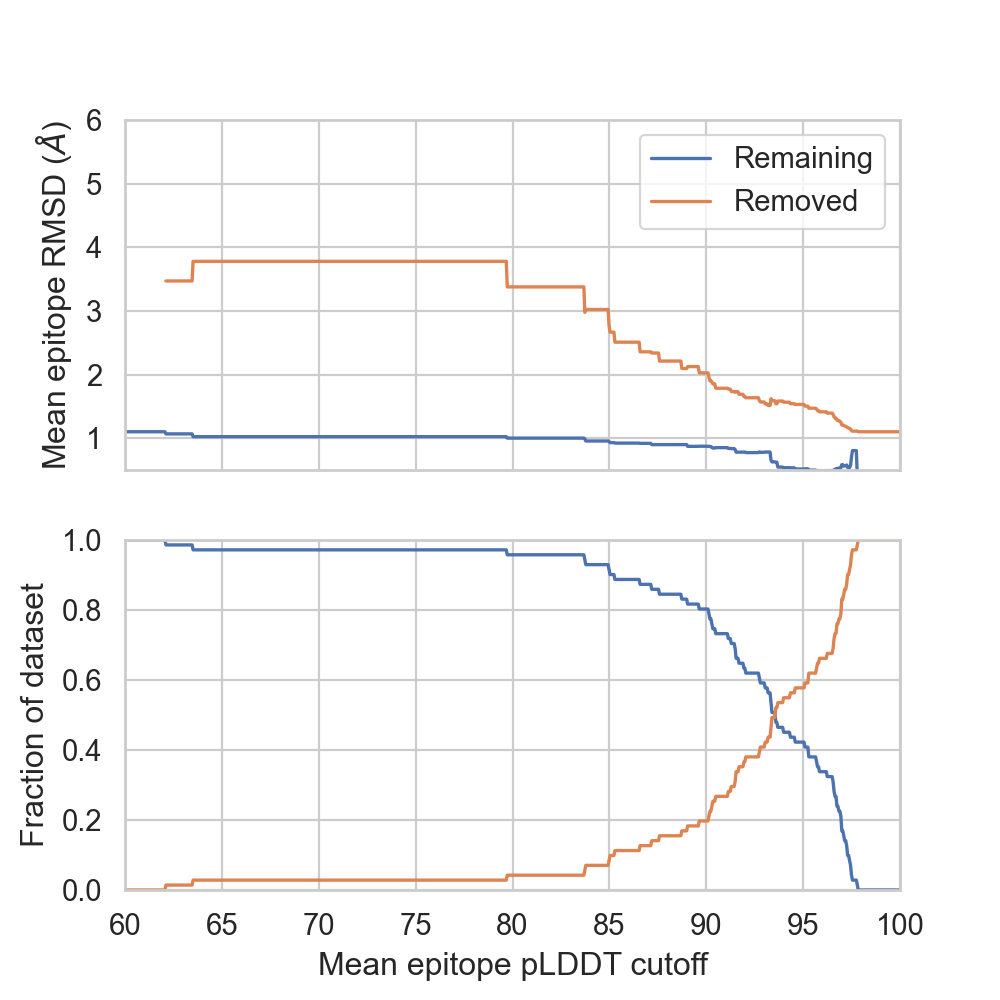 Mean epitope RMSD (Å)
6
5
4
3
2
1
Remaining
Removed
Fraction of dataset
1.0
0.8
0.6
0.4
0.2
0.0
60 65 70 75 80 85 90 95 100
Mean epitope pLDDT cutoff